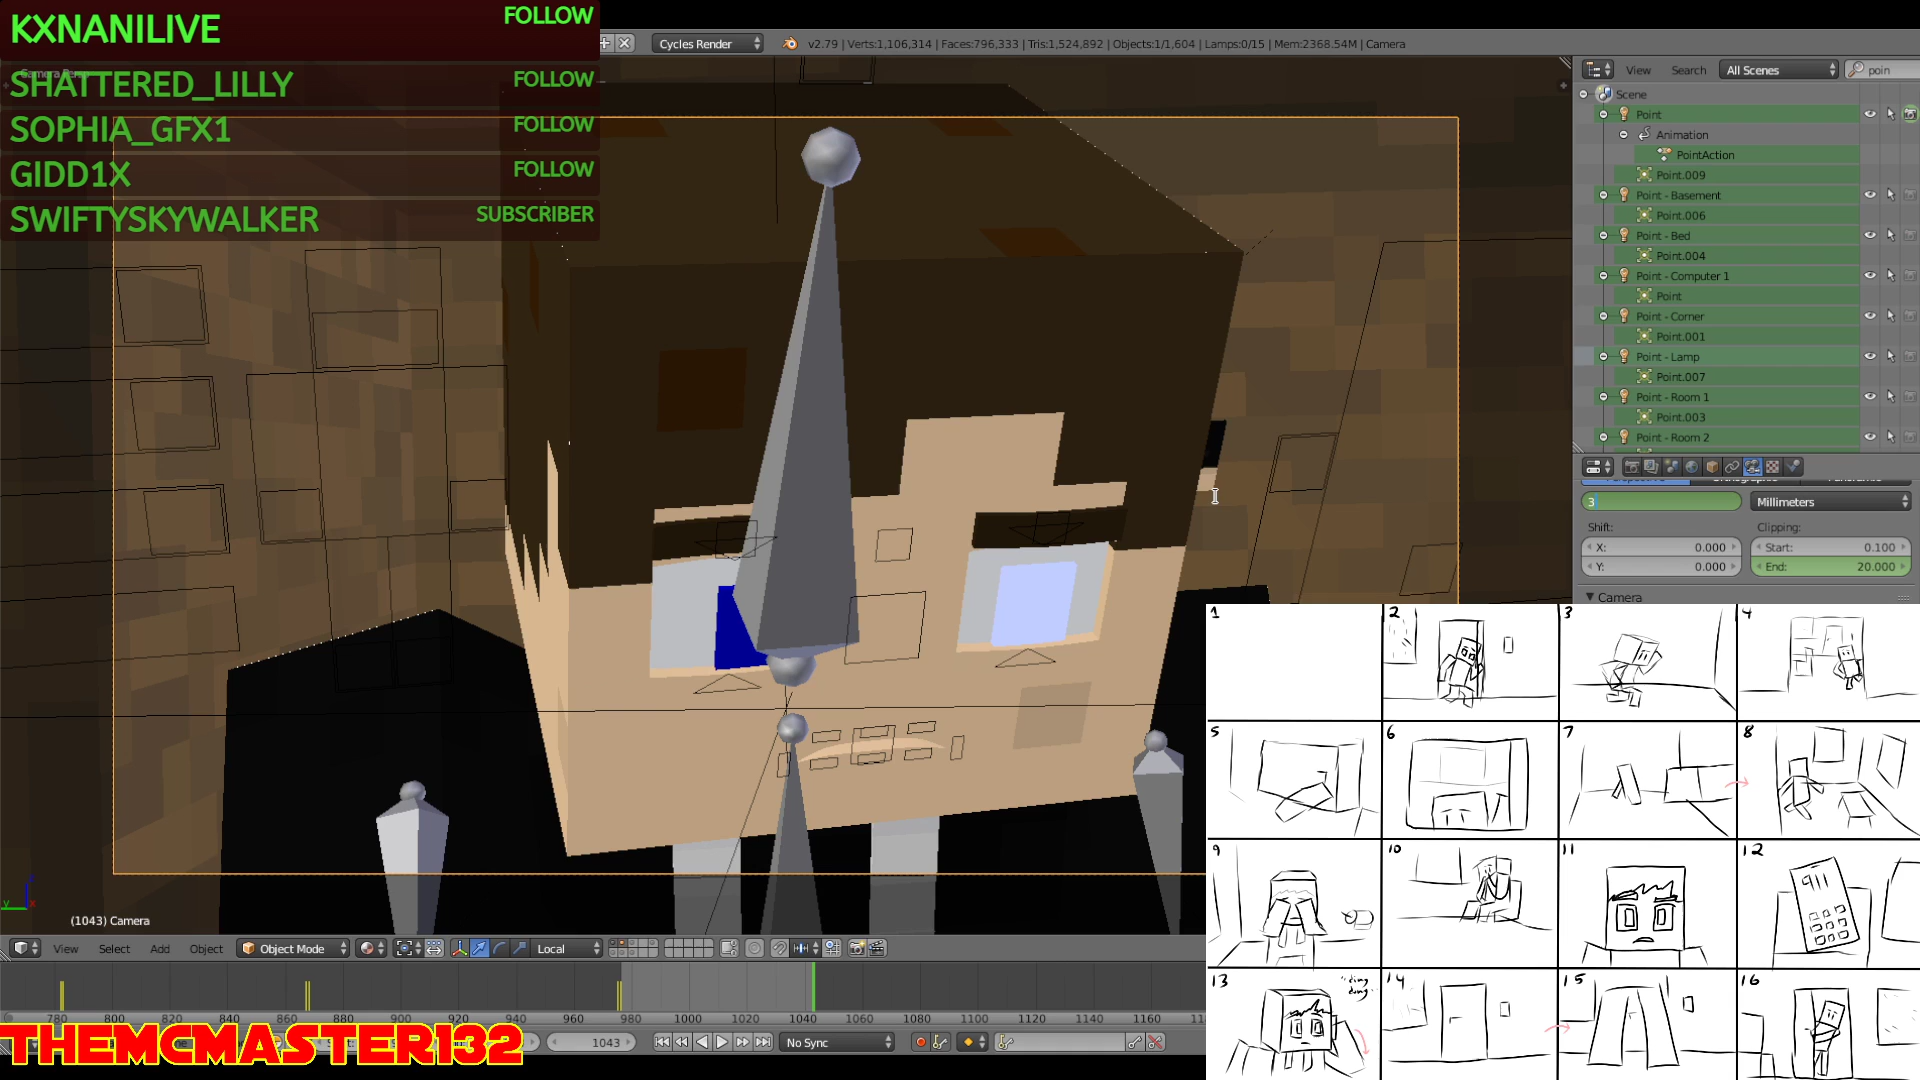 KXNANILIVE FOLLOW
SHATTERED_LILLY FOLLOW
SOPHIA_GFX1 FOLLOW
GIDD1X FOLLOW
SWIFTYSKYWALKER SUBSCRIBER
Cycles Render
v2.79 | Verts:1,106,314 | Faces:796,333 | Tris:1,524,892 | Objects:1/1,604 | Lamps:0/15 | Mem:2368.54M | Camera
View Search All Scenes poin
Scene
Point
Animation
PointAction
Point.009
Point - Basement
Point.006
Point - Bed
Point.004
Point - Computer 1
Point
Point - Corner
Point.001
Point - Lamp
Point.007
Point - Room 1
Point.003
Point - Room 2
3 Millimeters
Shift: Clipping:
X: 0.000 Start: 0.100
Y: 0.000 End: 20.000
Camera
(1043) Camera
View Select Add Object Object Mode Local
780 800 820 840 860 880 900 920 940 960 980 1000 1020 1040 1060 1080 1100 1120 1140 1160
1043 No Sync
THEMCMASTER132
1 2 3 4
5 6 7 8
9 10 11 12
911
13 14 15 16
"ding dong"